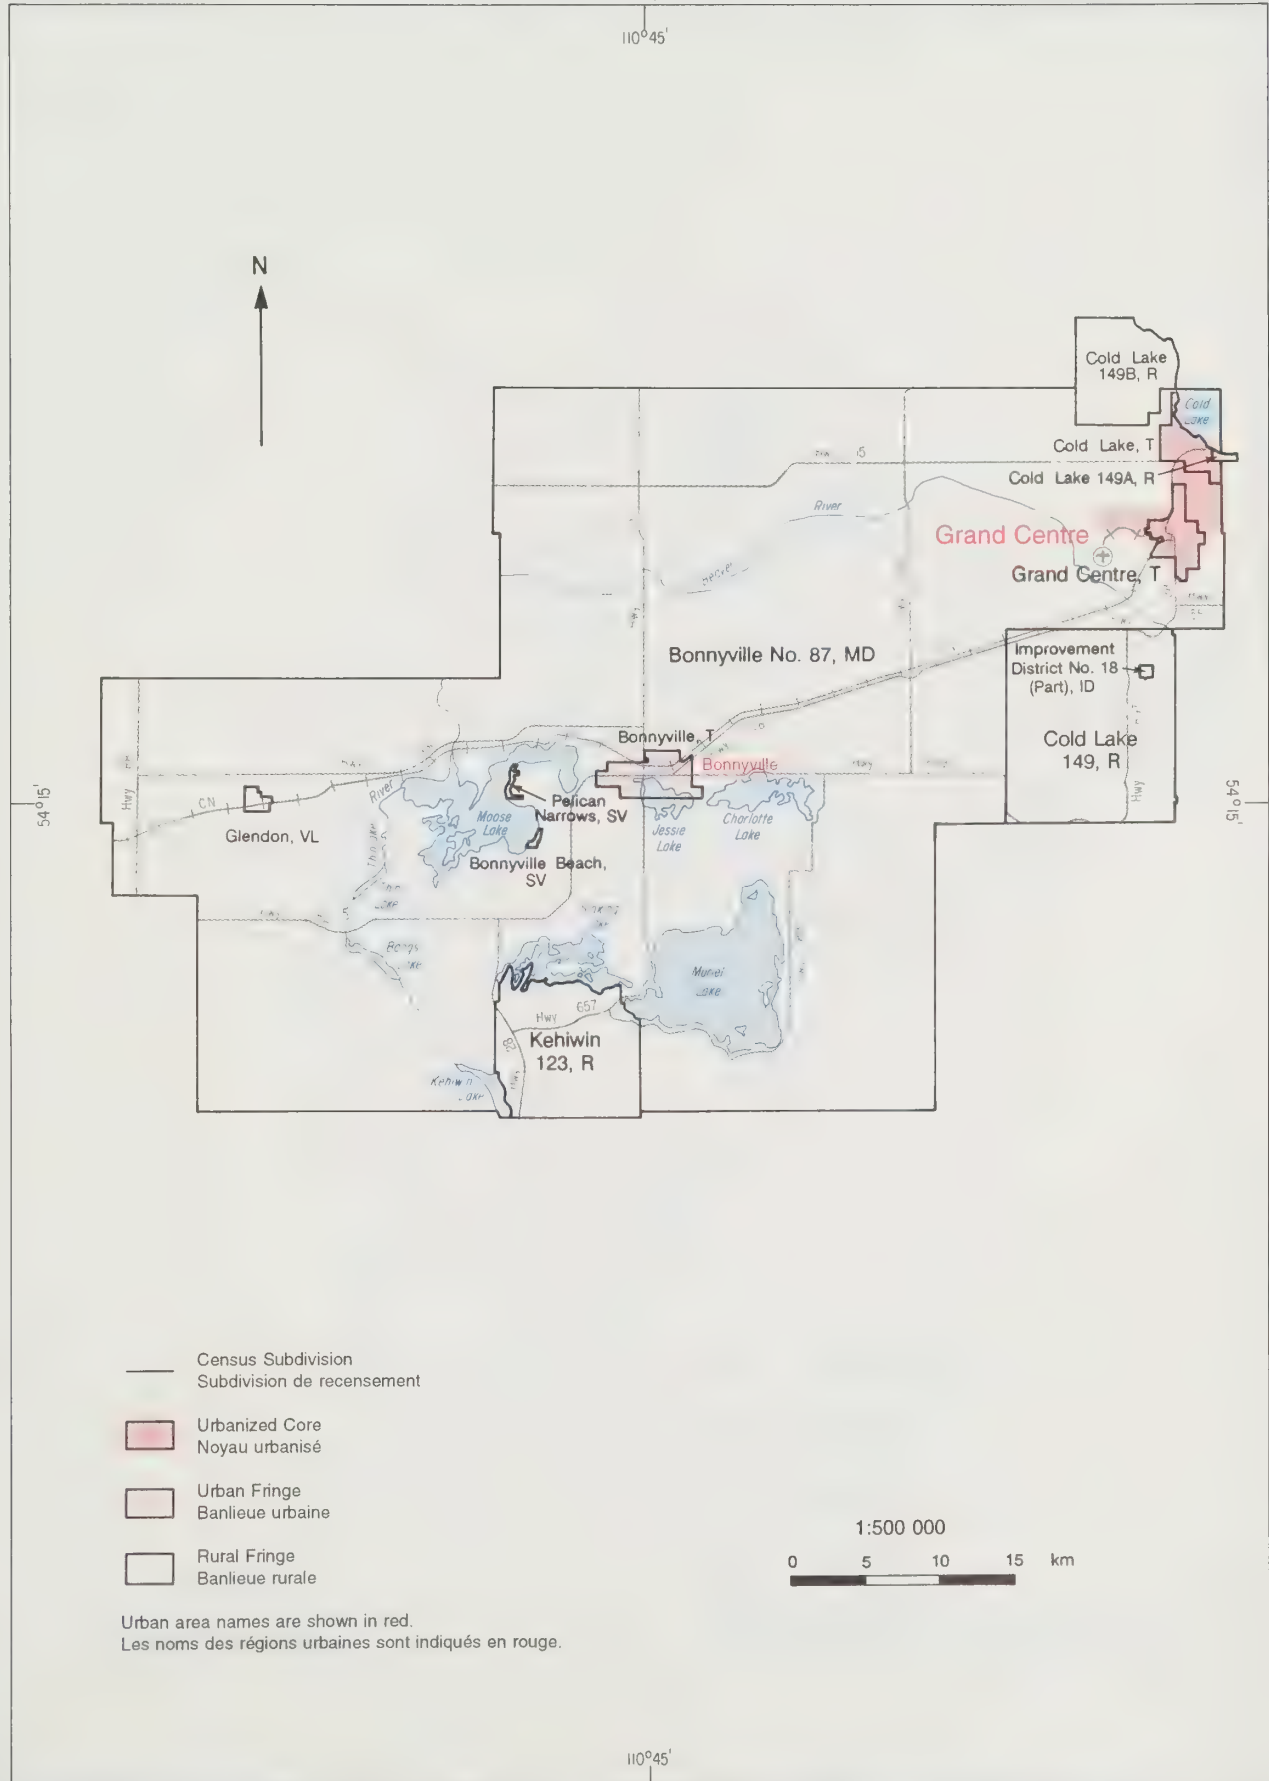 110°45'
N
Cold Lake
149B, R
Cold
Lake
Cold Lake, T
Cold Lake 149A, R
River
Grand Centre
Grand Centre, T
Bonnyville No. 87, MD
Improvement
District No. 18
(Part), ID
Cold Lake
149, R
Hwy
Bonnyville, T
Bonnyville
Hwy
CN
River
Glendon, VL
Moose
Lake
Pelican
Narrows, SV
Bonnyville Beach,
SV
Jessie
Lake
Charlotte
Lake
54°15'
54°15'
Muriel
Lake
Hwy 657
Kehiwin
123, R
Kehiwin
Lake
Census Subdivision
Subdivision de recensement
Urbanized Core
Noyau urbanisé
Urban Fringe
Banlieue urbaine
Rural Fringe
Banlieue rurale
Urban area names are shown in red.
Les noms des régions urbaines sont indiqués en rouge.
1:500 000
0 5 10 15 km
110°45'